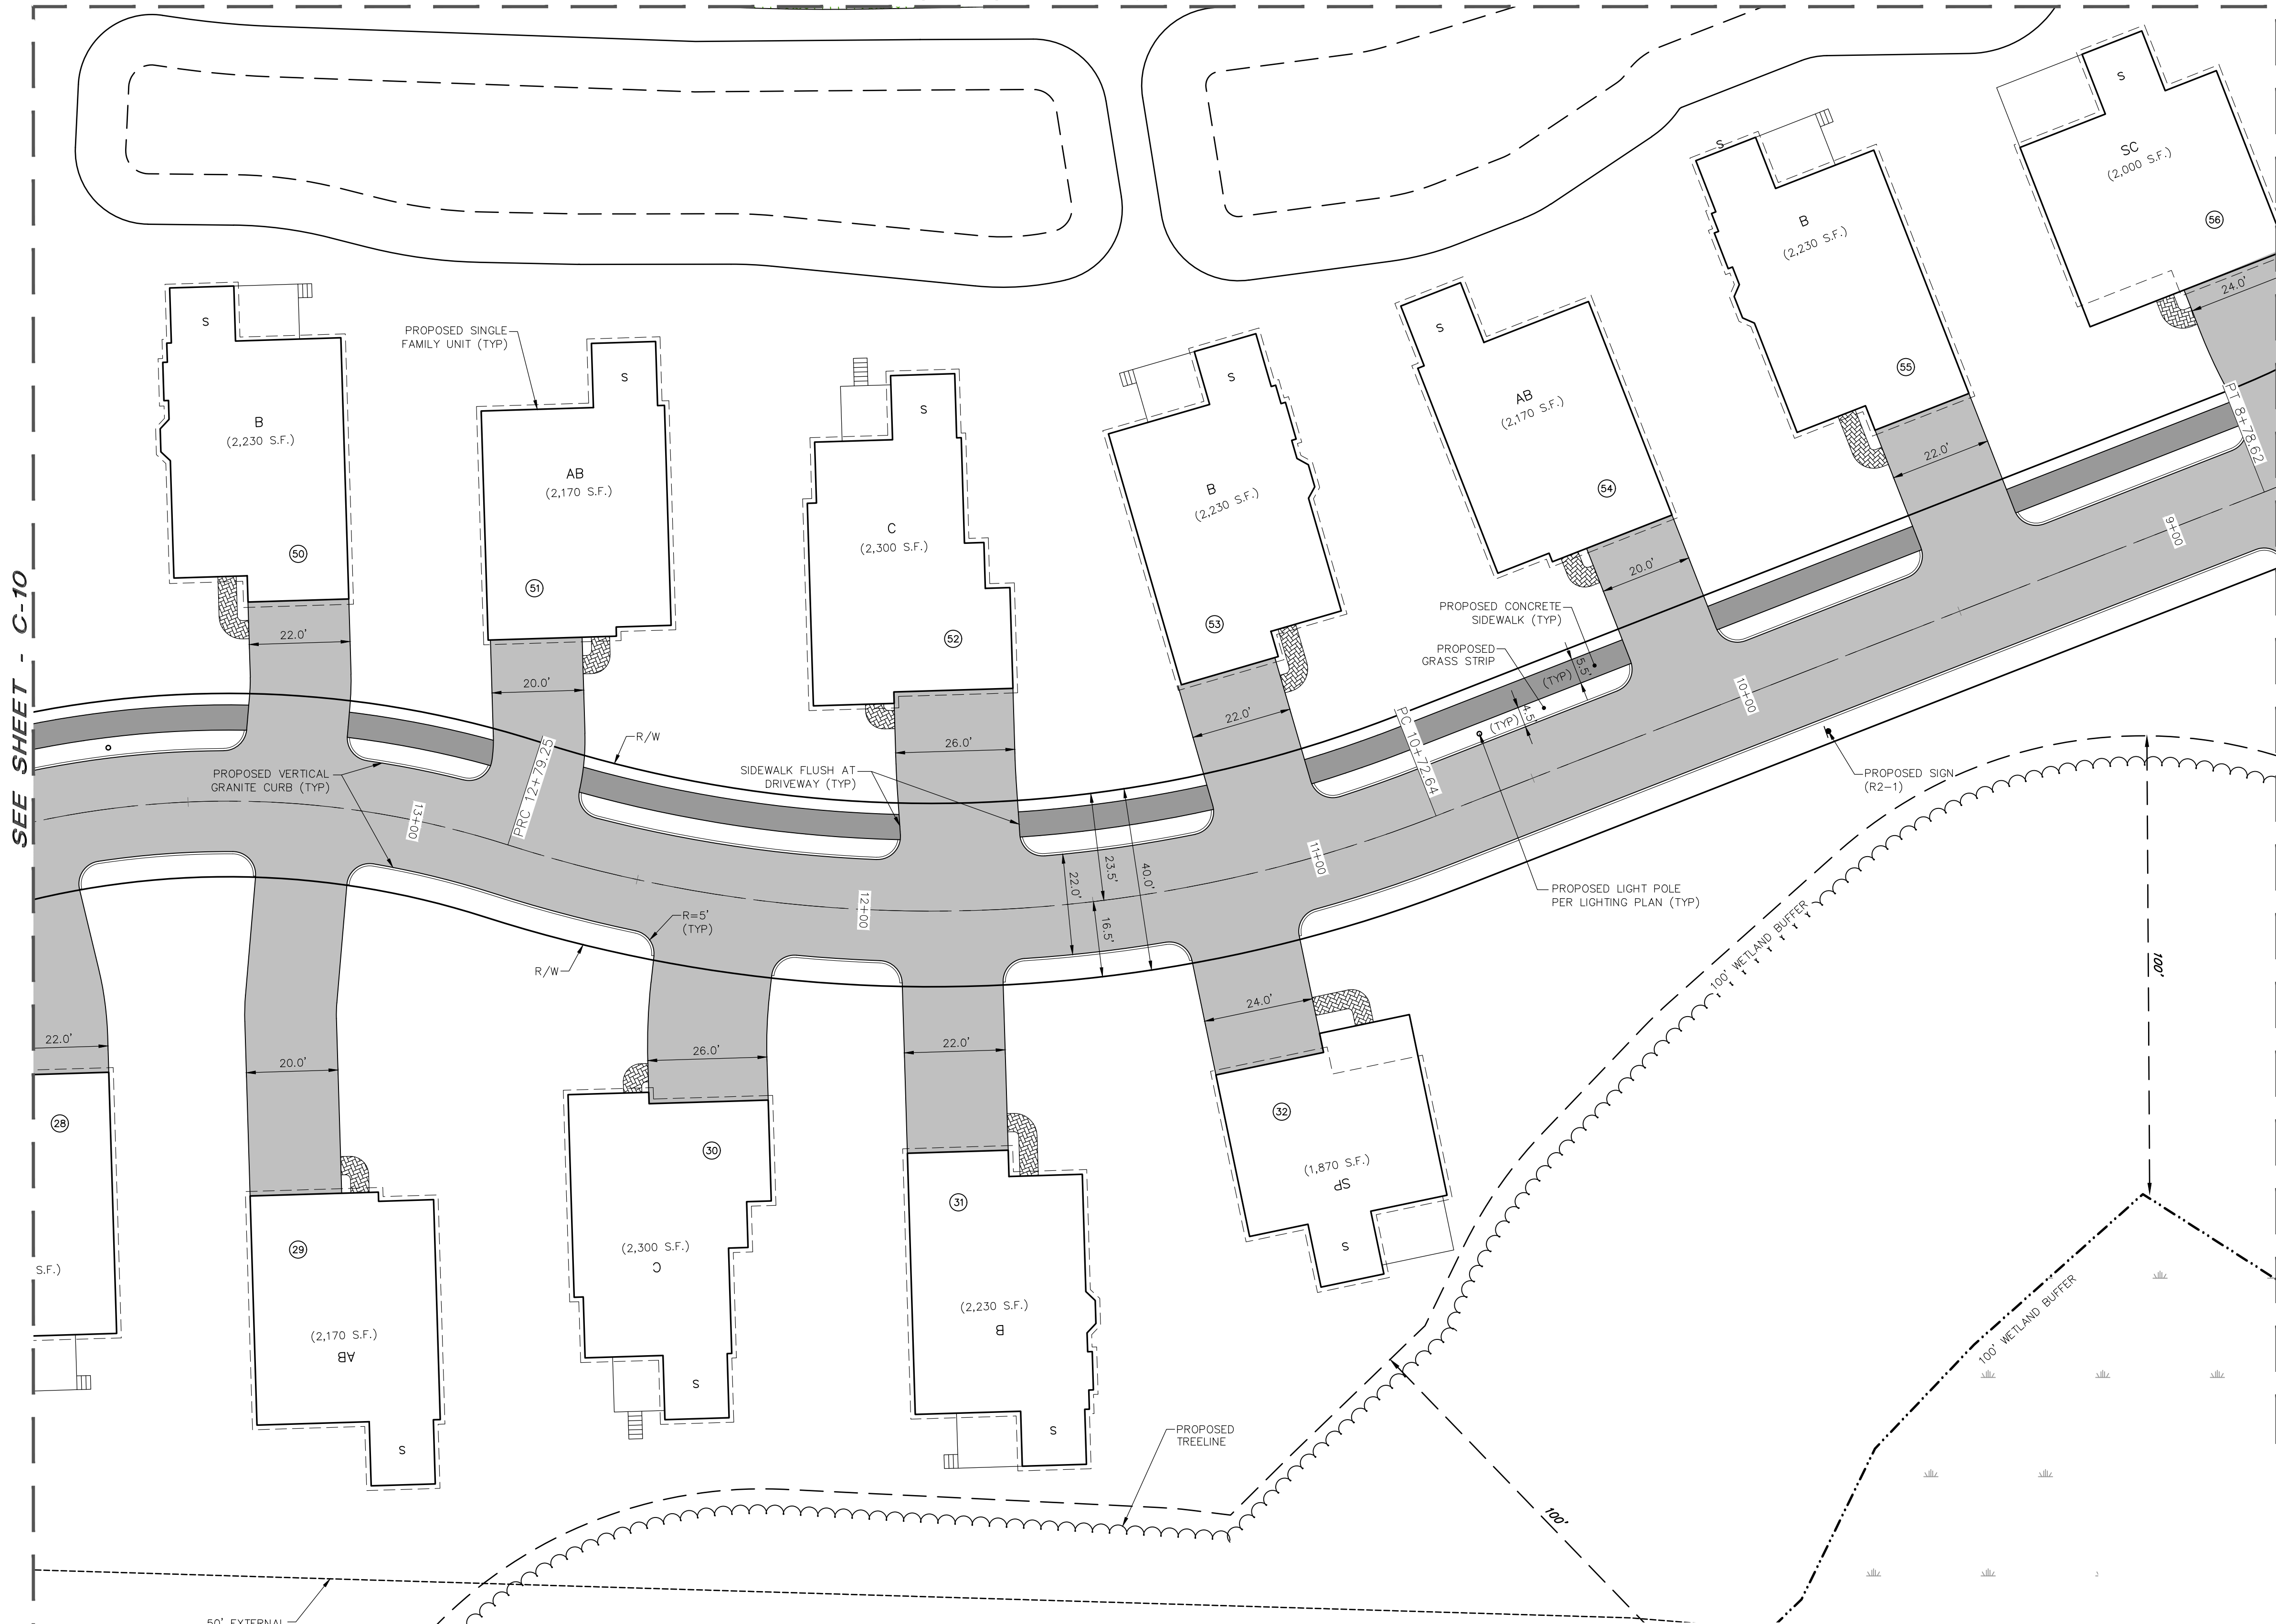 SEE SHEET - C-10
S
SC
(2,000 S.F.)
56
24.0'
S
B
(2,230 S.F.)
55
22.0'
PT 8+78.62
9+00
S
B
(2,230 S.F.)
50
22.0'
PROPOSED SINGLE
FAMILY UNIT (TYP)
S
AB
(2,170 S.F.)
51
20.0'
S
C
(2,300 S.F.)
52
26.0'
S
B
(2,230 S.F.)
53
22.0'
S
AB
(2,170 S.F.)
54
20.0'
PROPOSED CONCRETE
SIDEWALK (TYP)
PROPOSED
GRASS STRIP
5.5'
(TYP)
4.5'
(TYP)
PC 10+72.64
10+00
R/W
SIDEWALK FLUSH AT
DRIVEWAY (TYP)
PROPOSED VERTICAL
GRANITE CURB (TYP)
13+00
PRC 12+79.25
PROPOSED SIGN
(R2-1)
PROPOSED LIGHT POLE
PER LIGHTING PLAN (TYP)
11+00
12+00
22.0'
23.5'
40.0'
16.5'
R=5'
(TYP)
R/W
100' WETLAND BUFFER
100'
22.0'
28
S.F.)
20.0'
29
(2,170 S.F.)
AB
S
26.0'
30
(2,300 S.F.)
C
S
22.0'
31
(2,230 S.F.)
B
S
24.0'
32
(1,870 S.F.)
SP
S
100' WETLAND BUFFER
PROPOSED
TREELINE
100'
50' EXTERNAL